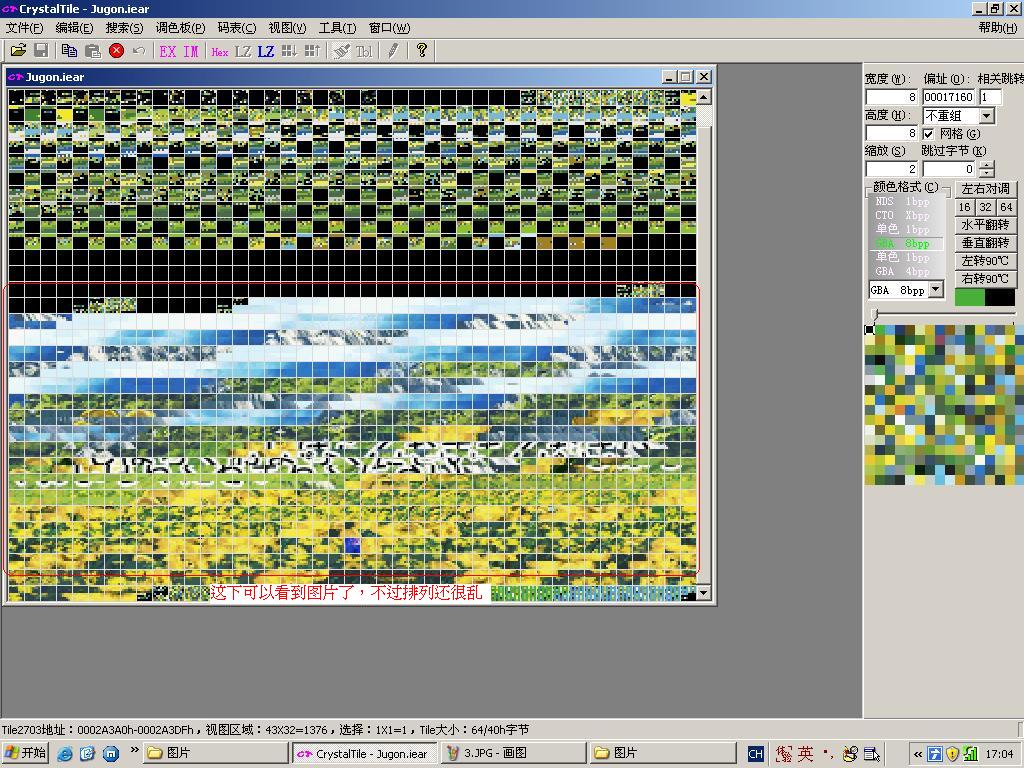 CrystalTile - Jugon.iear
文件(F) 编辑(E) 搜索(S) 调色板(P) 码表(C) 视图(V) 工具(T) 窗口(W) 帮助(H)
EX IM Hex LZ LZ Tbl
Jugon.iear
宽度(W): 偏址(O): 相关跳转
8 00017160 1
高度(H): 不重组
8 网格(G)
缩放(S) 跳过字节(K)
2 0
颜色格式(C) 左右对调
NDS 1bpp
CTO Xbpp 16 32 64
单色 1bpp 水平翻转
GBA 8bpp 垂直翻转
单色 1bpp 左转90℃
GBA 4bpp 右转90℃
GBA 8bpp
这下可以看到图片了，不过排列还很乱
Tile2703地址：0002A3A0h-0002A3DFh，视图区域：43X32=1376，选择：1X1=1，Tile大小：64/40h字节
开始 图片 CrystalTile - Jugon.iear 3.JPG - 画图 图片 CH 英 17:04